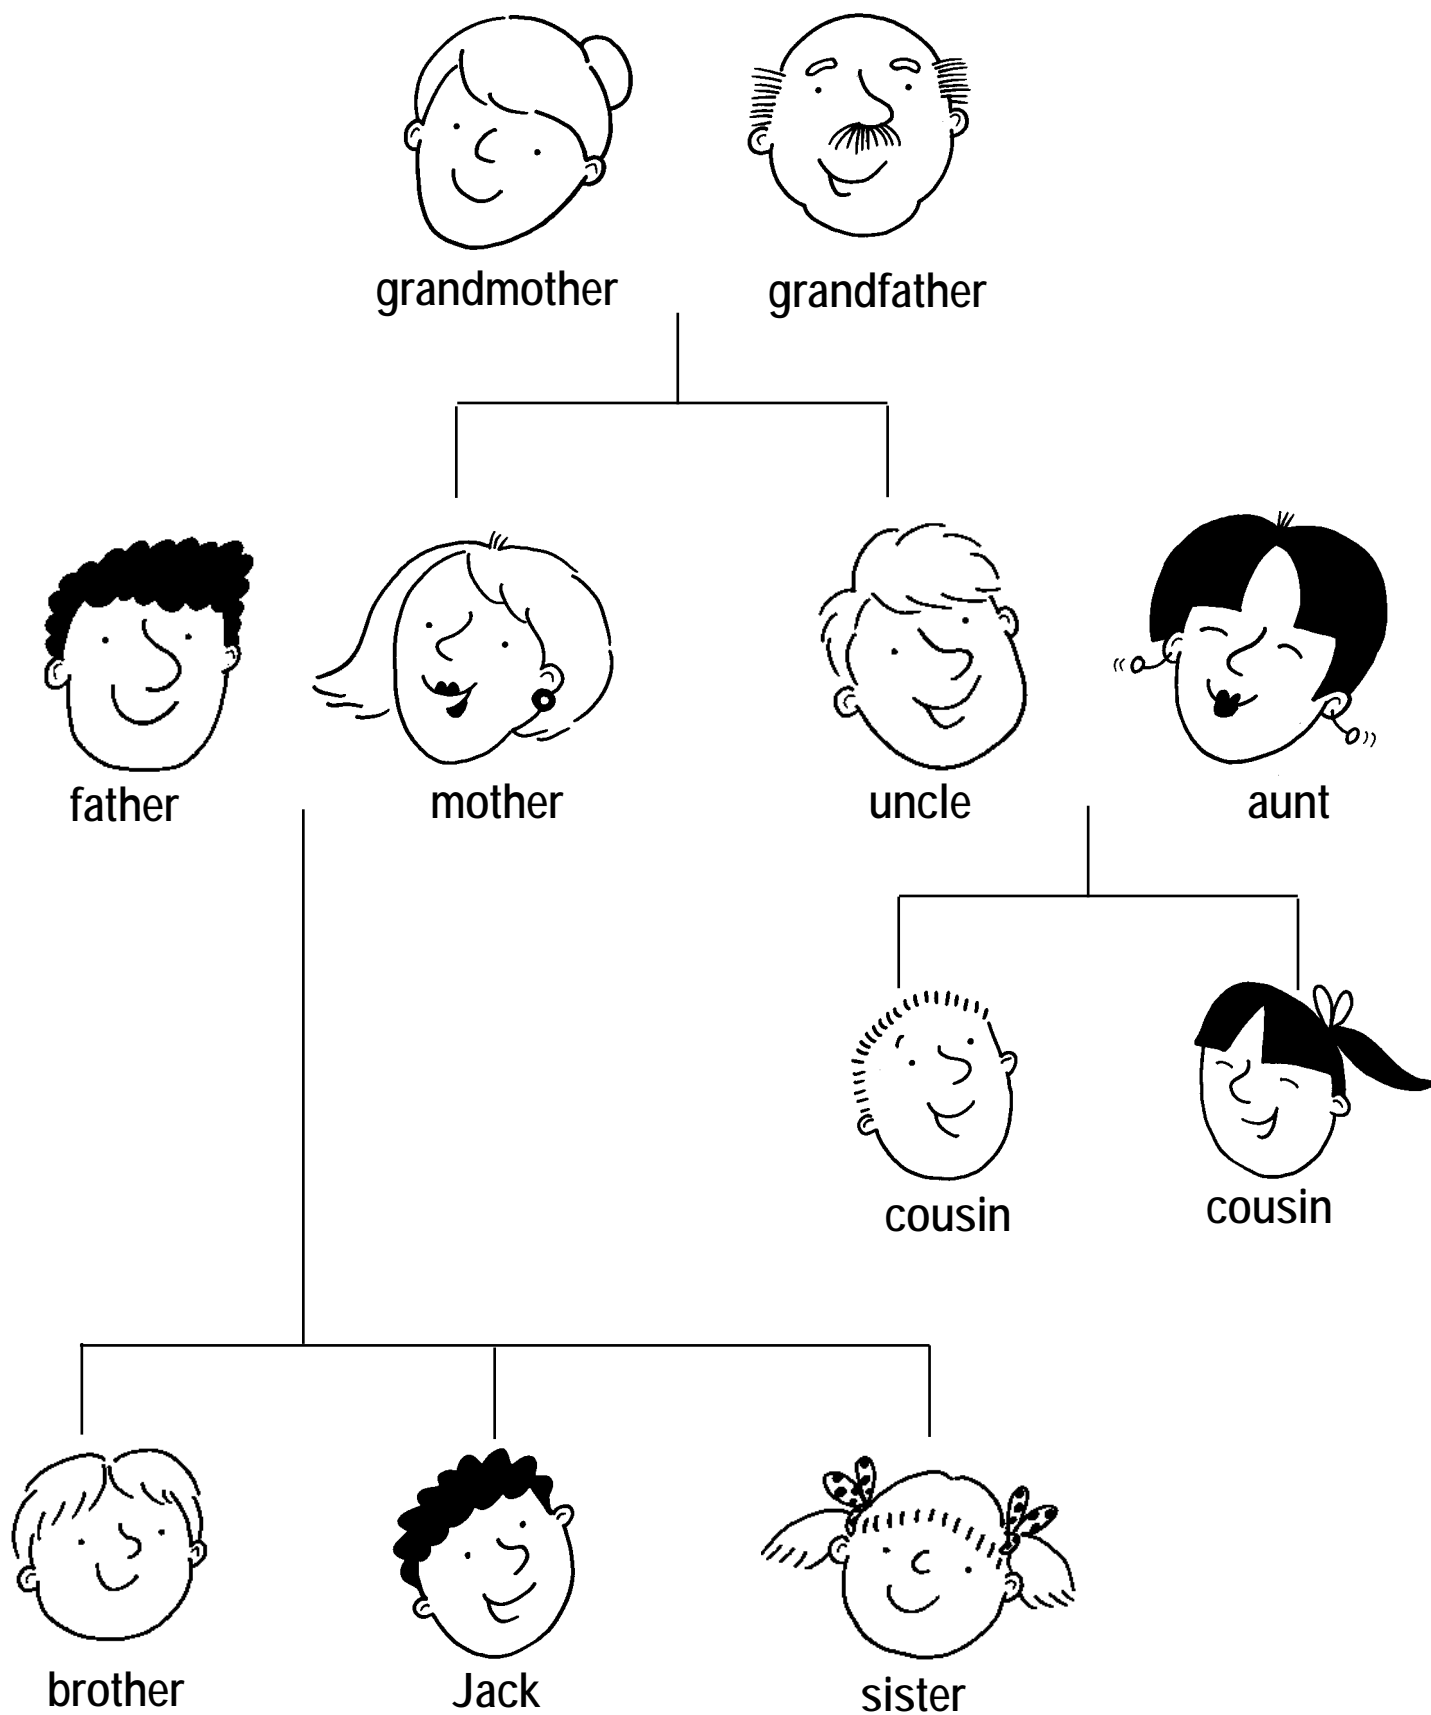 grandmother
grandfather
father
mother
uncle
aunt
cousin
cousin
brother
Jack
sister